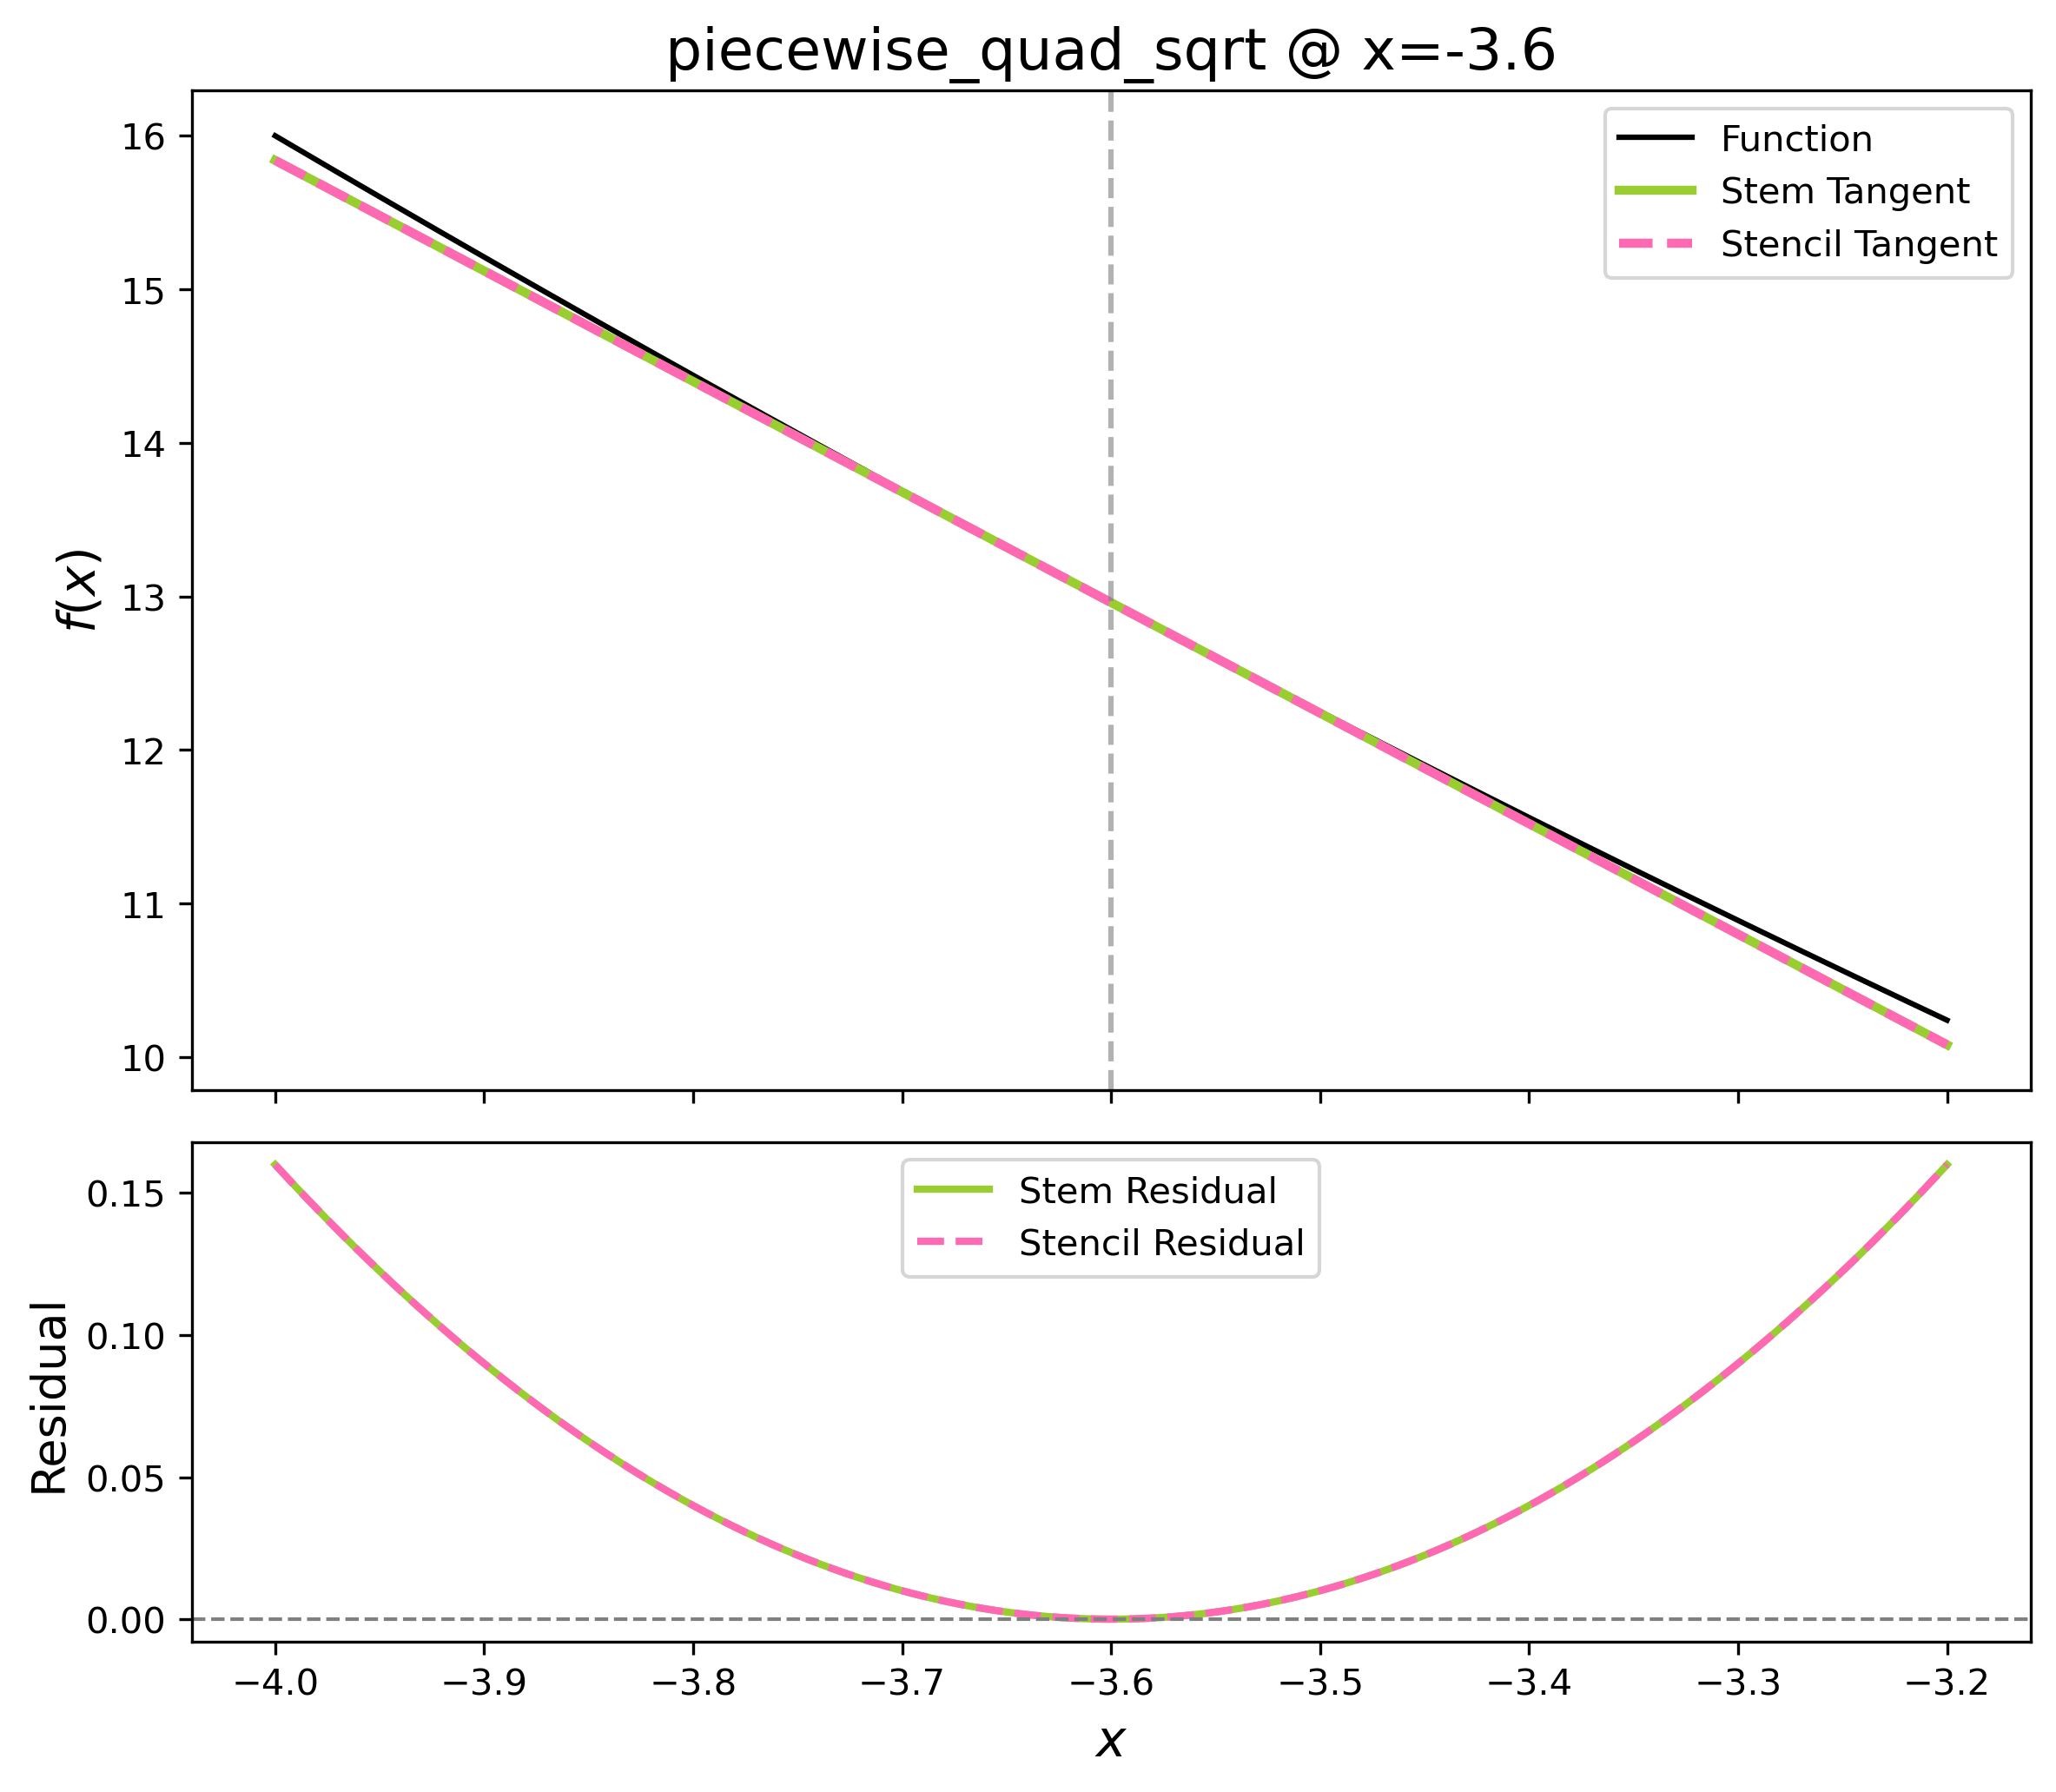 piecewise_quad_sqrt @ x=-3.6
Function
Stem Tangent
Stencil Tangent
f(x)
16
15
14
13
12
11
10
Stem Residual
Stencil Residual
Residual
0.15
0.10
0.05
0.00
−4.0 −3.9 −3.8 −3.7 −3.6 −3.5 −3.4 −3.3 −3.2
x